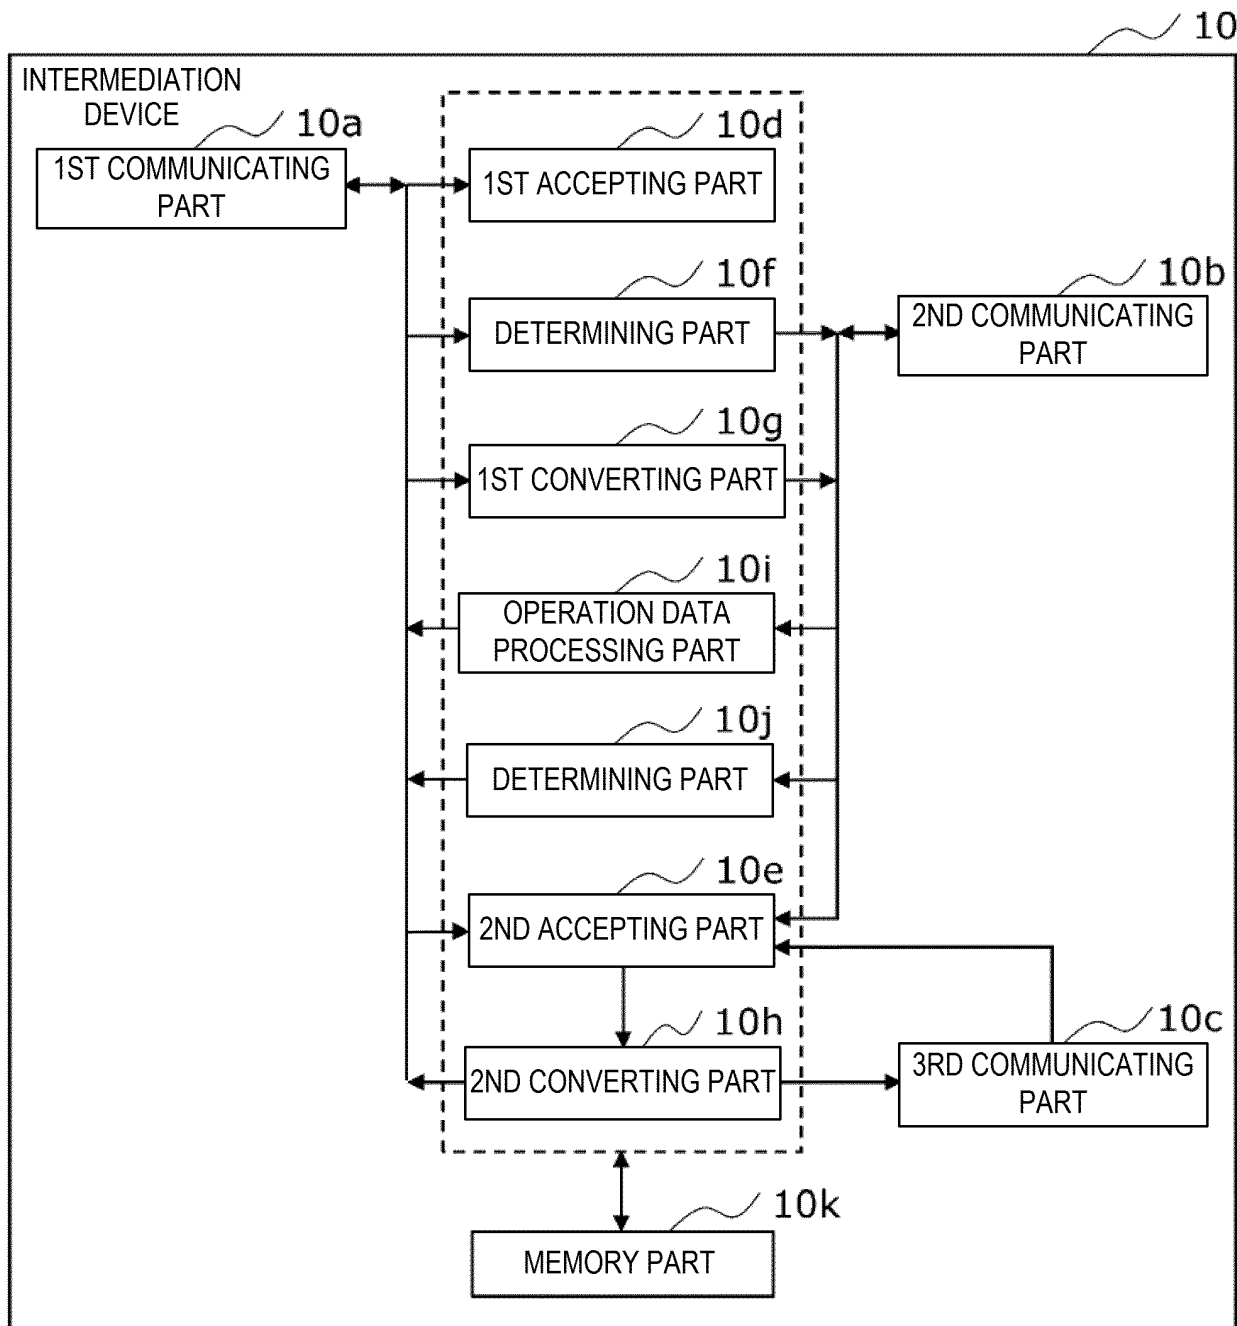 10
INTERMEDIATION
DEVICE
10a
1ST COMMUNICATING
PART
10d
1ST ACCEPTING PART
10f
DETERMINING PART
10b
2ND COMMUNICATING
PART
10g
1ST CONVERTING PART
10i
OPERATION DATA
PROCESSING PART
10j
DETERMINING PART
10e
2ND ACCEPTING PART
10h
2ND CONVERTING PART
10c
3RD COMMUNICATING
PART
10k
MEMORY PART